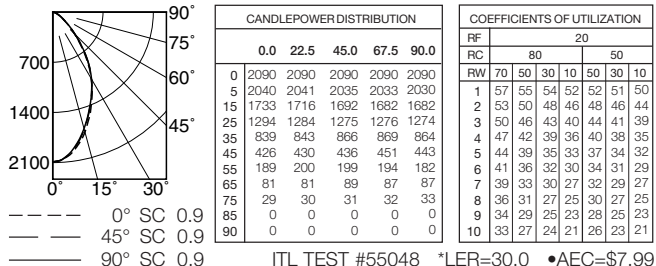 90°
75°
60°
45°
700
1400
2100
0° 15° 30°
0° SC 0.9
45° SC 0.9
90° SC 0.9
CANDLEPOWER DISTRIBUTION
0.0 22.5 45.0 67.5 90.0
0 2090 2090 2090 2090 2090
5 2040 2041 2035 2033 2030
15 1733 1716 1692 1682 1682
25 1294 1284 1275 1276 1274
35 839 843 866 869 864
45 426 430 436 451 443
55 189 200 199 194 182
65 81 81 89 87 87
75 29 30 31 32 33
85 0 0 0 0 0
90 0 0 0 0 0
COEFFICIENTS OF UTILIZATION
RF 20
RC 80 50
RW 70 50 30 10 50 30 10
1 57 55 54 52 52 51 50
2 53 50 48 46 48 46 44
3 50 46 43 40 44 41 39
4 47 42 39 36 40 38 35
5 44 39 35 33 37 34 32
6 41 36 32 30 34 31 29
7 39 33 30 27 32 29 27
8 36 31 27 25 30 27 25
9 34 29 25 23 28 25 23
10 33 27 24 21 26 23 21
ITL TEST #55048 *LER=30.0 •AEC=$7.99